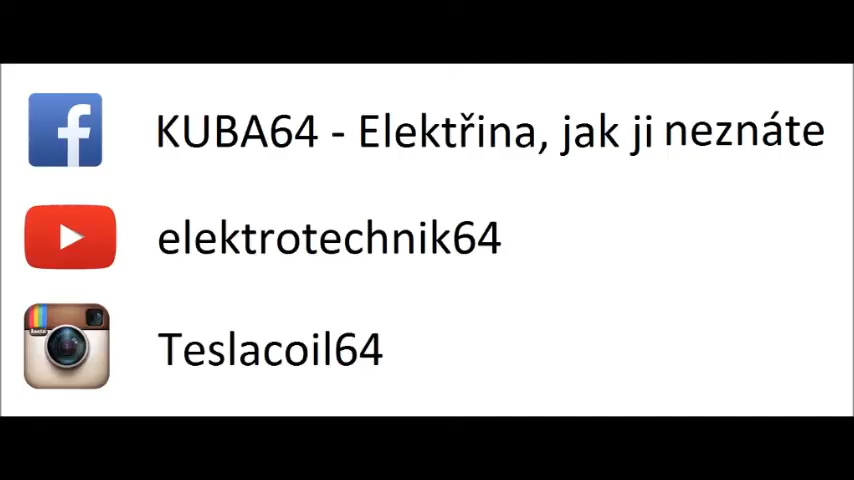 KUBA64 - Elektřina, jak ji neznáte
elektrotechnik64
Teslacoil64